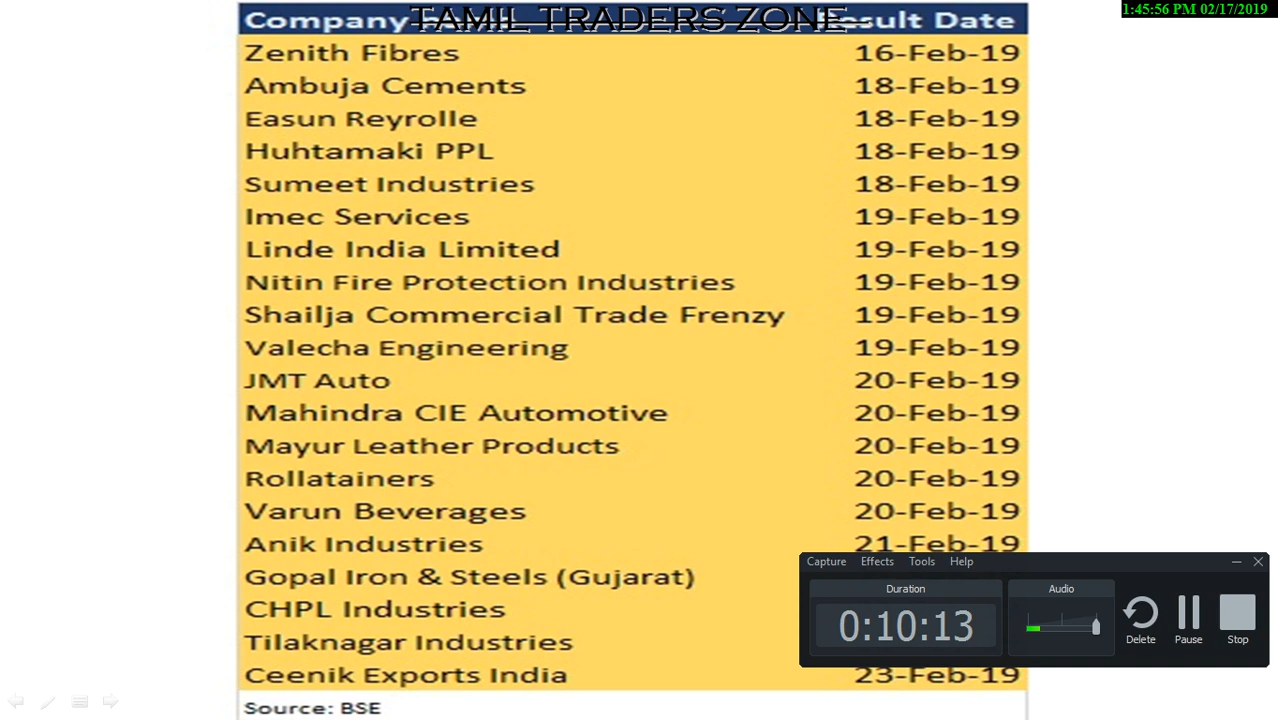 1:45:56 PM 02/17/2019
TAMIL TRADERS ZONE
Company Result Date
Zenith Fibres 16-Feb-19
Ambuja Cements 18-Feb-19
Easun Reyrolle 18-Feb-19
Huhtamaki PPL 18-Feb-19
Sumeet Industries 18-Feb-19
Imec Services 19-Feb-19
Linde India Limited 19-Feb-19
Nitin Fire Protection Industries 19-Feb-19
Shailja Commercial Trade Frenzy 19-Feb-19
Valecha Engineering 19-Feb-19
JMT Auto 20-Feb-19
Mahindra CIE Automotive 20-Feb-19
Mayur Leather Products 20-Feb-19
Rollatainers 20-Feb-19
Varun Beverages 20-Feb-19
Anik Industries 21-Feb-19
Gopal Iron & Steels (Gujarat)
CHPL Industries
Tilaknagar Industries
Ceenik Exports India 23-Feb-19
Source: BSE
Capture Effects Tools Help
Duration Audio
0:10:13
Delete Pause Stop